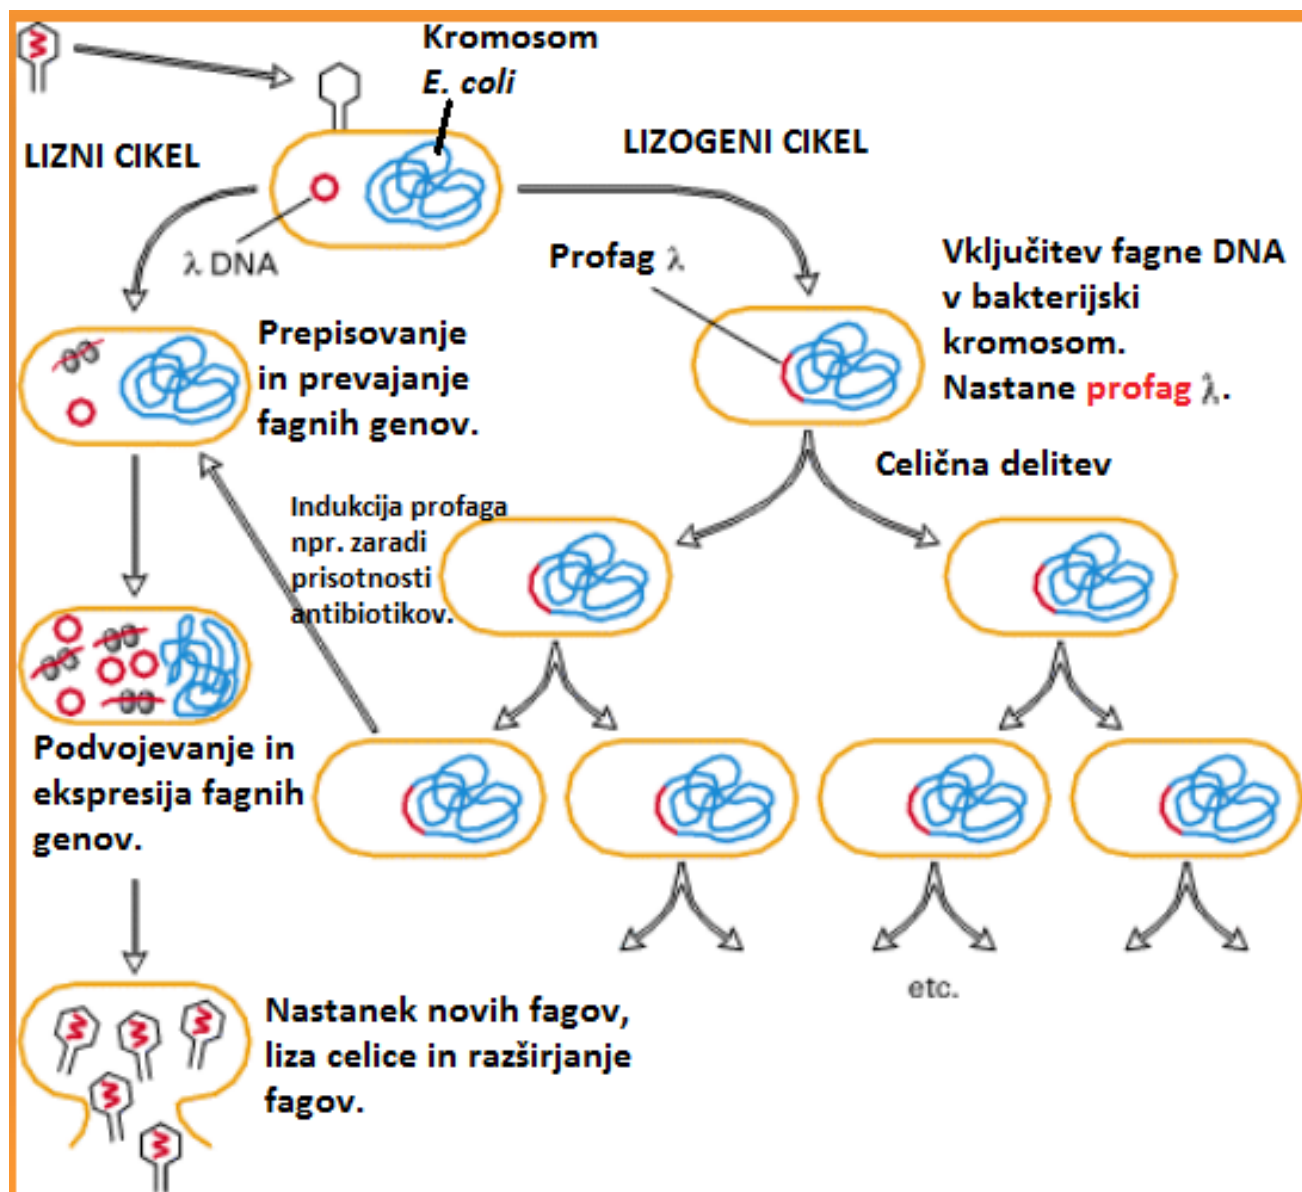 Kromosom
E. coli
LIZNI CIKEL
LIZOGENI CIKEL
λ DNA
Profag λ
Vključitev fagne DNA
v bakterijski
kromosom.
Nastane profag λ.
Prepisovanje
in prevajanje
fagnih genov.
Celična delitev
Indukcija profaga
npr. zaradi
prisotnosti
antibiotikov.
Podvojevanje in
ekspresija fagnih
genov.
etc.
Nastanek novih fagov,
liza celice in razširjanje
fagov.